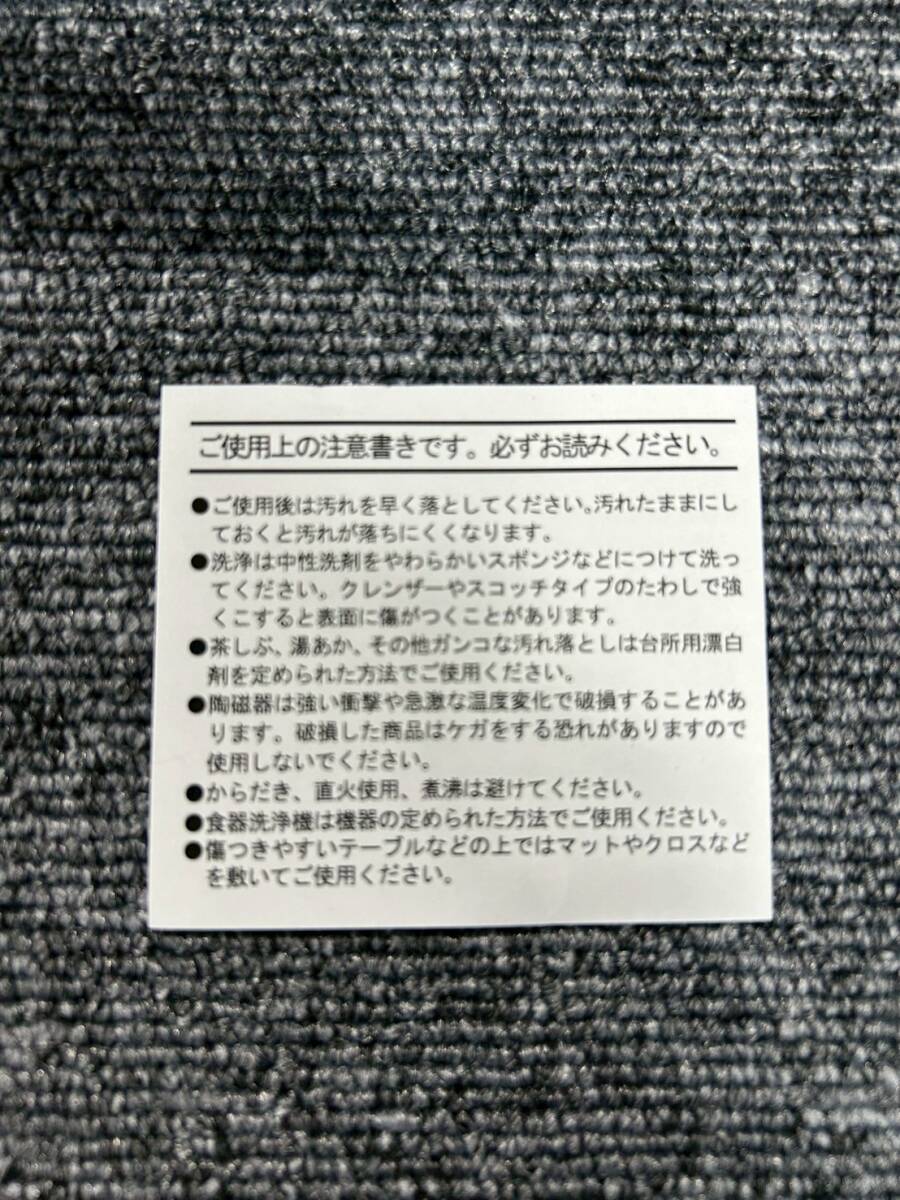 ご使用上の注意書きです。必ずお読みください。
●ご使用後は汚れを早く落としてください。汚れたままにし
ておくと汚れが落ちにくくなります。
●洗浄は中性洗剤をやわらかいスポンジなどにつけて洗っ
てください。クレンザーやスコッチタイプのたわしで強
くこすると表面に傷がつくことがあります。
●茶しぶ、湯あか、その他ガンコな汚れ落としは台所用漂白
剤を定められた方法でご使用ください。
●陶磁器は強い衝撃や急激な温度変化で破損することがあ
ります。破損した商品はケガをする恐れがありますので
使用しないでください。
●からだき、直火使用、煮沸は避けてください。
●食器洗浄機は機器の定められた方法でご使用ください。
●傷つきやすいテーブルなどの上ではマットやクロスなど
を敷いてご使用ください。